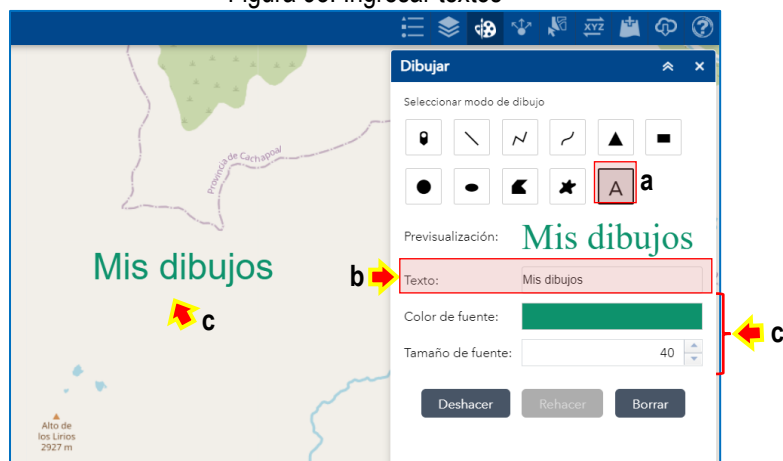 Figura 50. Ingresar textos
XYZ
?
Dibujar
Seleccionar modo de dibujo
A
a
Provincia de Cachapoal
Previsualización: Mis dibujos
Mis dibujos
b
Texto: Mis dibujos
c
Color de fuente:
c
Tamaño de fuente: 40
Deshacer Rehacer Borrar
Alto de
los Lirios
2927 m